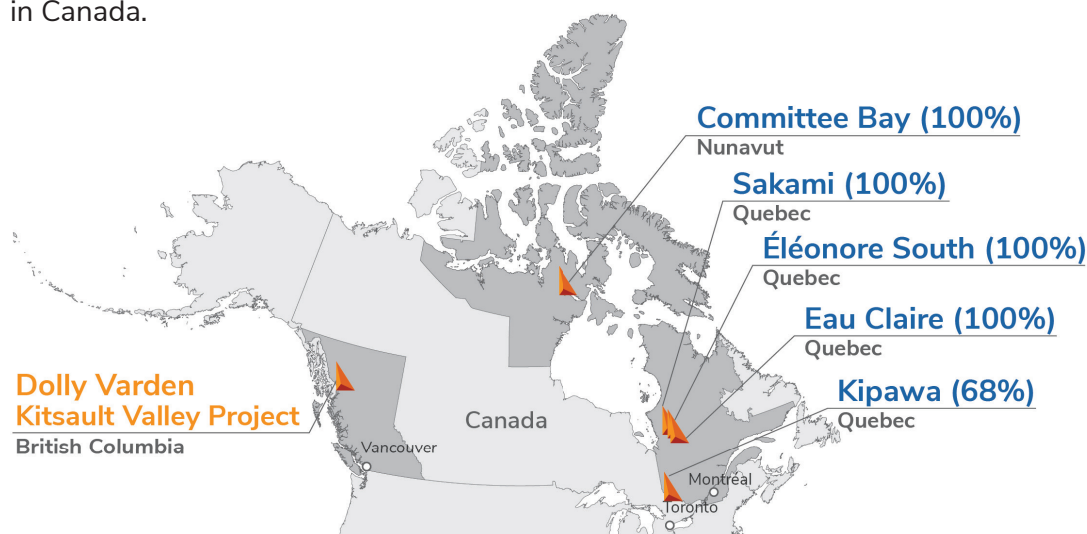 in Canada.
Committee Bay (100%)
Nunavut
Sakami (100%)
Quebec
Éléonore South (100%)
Quebec
Eau Claire (100%)
Quebec
Dolly Varden
Kitsault Valley Project
British Columbia
Kipawa (68%)
Quebec
Canada
Vancouver
Montreal
Toronto